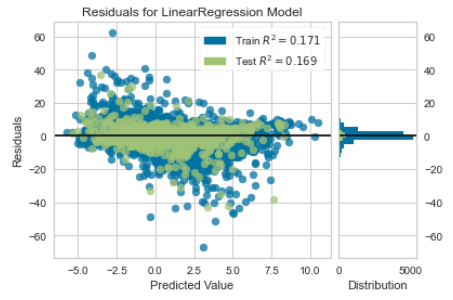 Residuals for LinearRegression Model
Train R² = 0.171
Test R² = 0.169
Residuals
60
40
20
0
−20
−40
−60
−5.0 −2.5 0.0 2.5 5.0 7.5 10.0
Predicted Value
60
40
20
0
−20
−40
−60
0 5000
Distribution